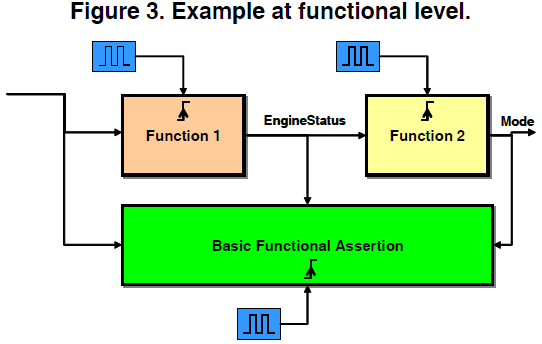 Figure 3. Example at functional level.
EngineStatus
Mode
Function 1
Function 2
Basic Functional Assertion